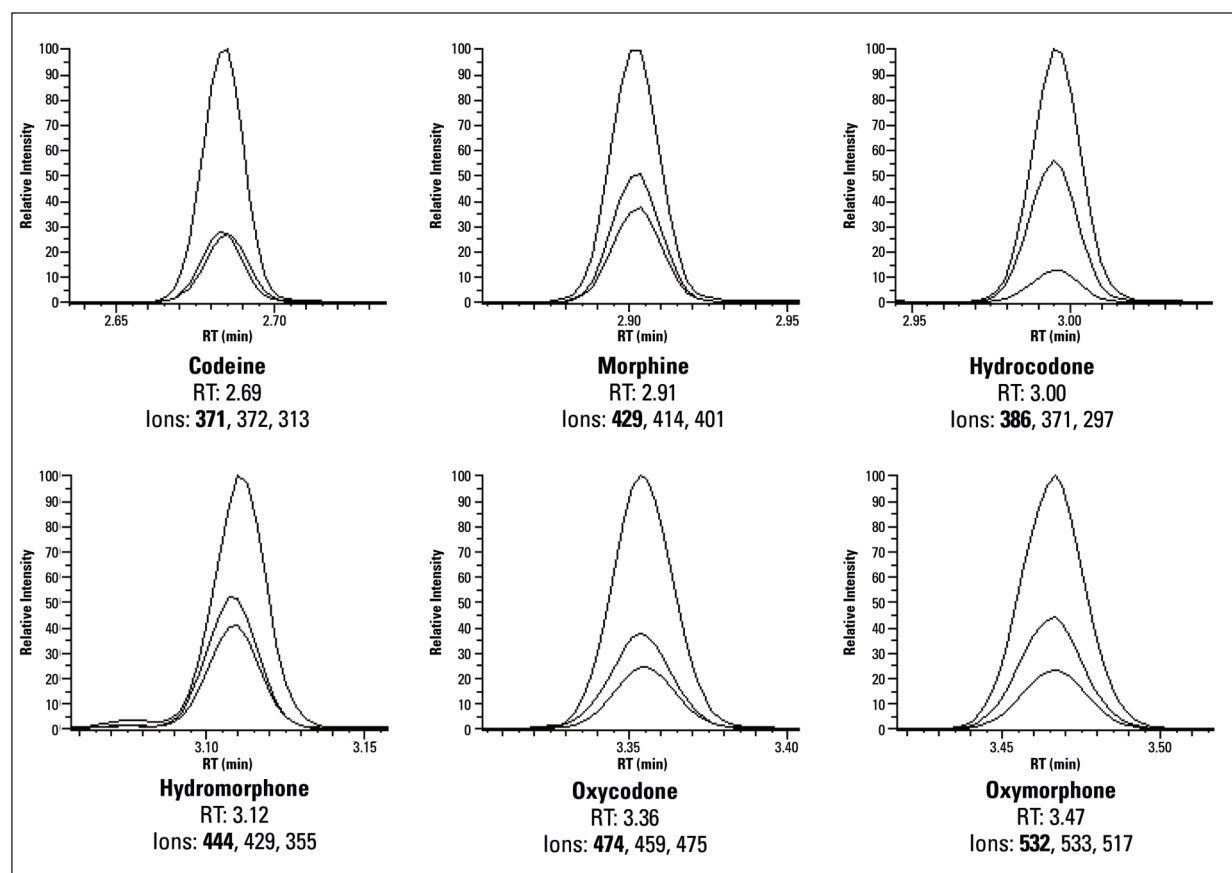 100
90
80
70
60
50
40
30
20
10
0
Relative Intensity
2.65 2.70
RT (min)
Codeine
RT: 2.69
Ions: 371, 372, 313
100
90
80
70
60
50
40
30
20
10
0
Relative Intensity
2.90 2.95
RT (min)
Morphine
RT: 2.91
Ions: 429, 414, 401
100
90
80
70
60
50
40
30
20
10
0
Relative Intensity
2.95 3.00
RT (min)
Hydrocodone
RT: 3.00
Ions: 386, 371, 297
100
90
80
70
60
50
40
30
20
10
0
Relative Intensity
3.10 3.15
RT (min)
Hydromorphone
RT: 3.12
Ions: 444, 429, 355
100
90
80
70
60
50
40
30
20
10
0
Relative Intensity
3.35 3.40
RT (min)
Oxycodone
RT: 3.36
Ions: 474, 459, 475
100
90
80
70
60
50
40
30
20
10
0
Relative Intensity
3.45 3.50
RT (min)
Oxymorphone
RT: 3.47
Ions: 532, 533, 517